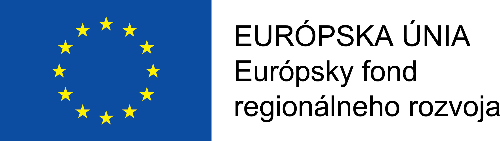 EURÓPSKA ÚNIA
Európsky fond
regionálneho rozvoja